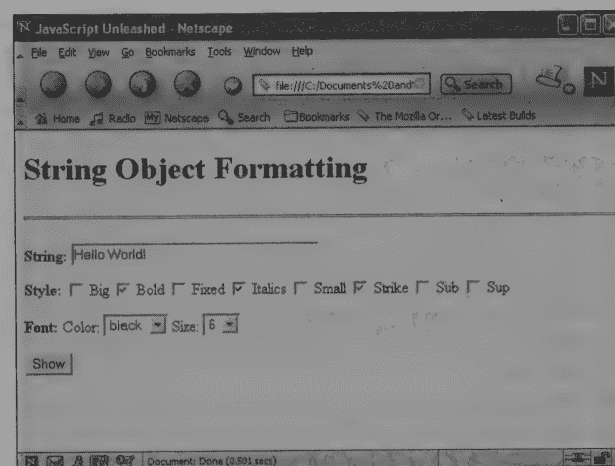 JavaScript Unleashed - Netscape
File Edit View Go Bookmarks Tools Window Help
file:///C:/Documents%20and Search
Home Radio My Netscape Search Bookmarks The Mozilla Or... Latest Builds
String Object Formatting
String: Hello World!
Style: Big Bold Fixed Italics Small Strike Sub Sup
Font: Color: black Size: 6
Show
Document: Done (0.501 secs)